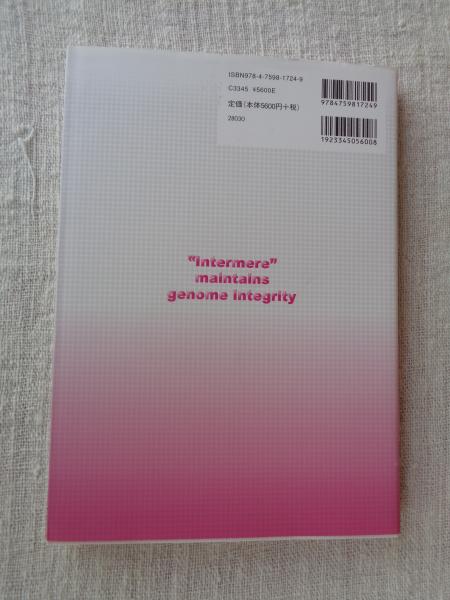 ISBN978-4-7598-1724-9
C3345 ¥5600E
定価(本体5600円+税)
28030
9784759817249
1923345056008
"intermere"
maintains
genome integrity